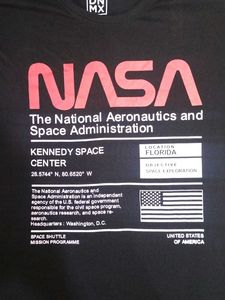 DN
MX
NASA
The National Aeronautics and
Space Administration
KENNEDY SPACE
CENTER
28.5744° N, 80.6520° W
LOCATION
FLORIDA
OBJECTIVE
SPACE EXPLORATION
The National Aeronautics and
Space Administration is an independent
agency of the U.S. federal government
responsible for the civil space program,
aeronautics research, and space re-
search.
Headquarters : Washington, D.C.
SPACE SHUTTLE
MISSION PROGRAMME
UNITED STATES
OF AMERICA